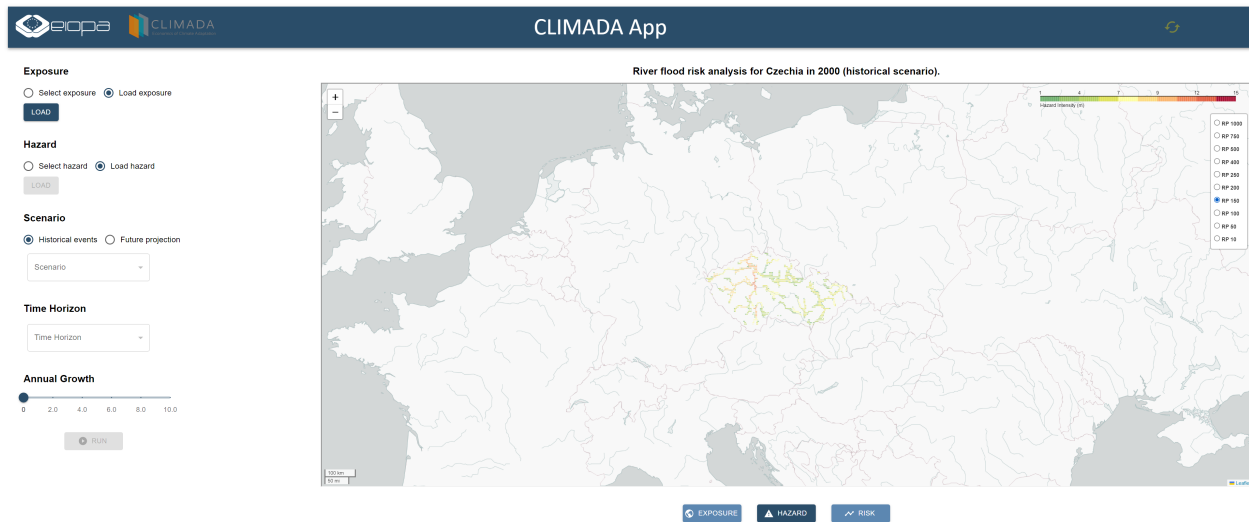 eiopa
CLIMADA
CLIMADA App
Exposure
Select exposure
Load exposure
LOAD
Hazard
Select hazard
Load hazard
LOAD
Scenario
Historical events
Future projection
Scenario
Time Horizon
Time Horizon
Annual Growth
0 2.0 4.0 6.0 8.0 10.0
RUN
River flood risk analysis for Czechia in 2000 (historical scenario).
+
−
1 4 7 9 12 15
Hazard Intensity (m)
RP 1000
RP 750
RP 500
RP 400
RP 250
RP 200
RP 150
RP 100
RP 50
RP 10
100 km
50 mi
EXPOSURE
HAZARD
RISK